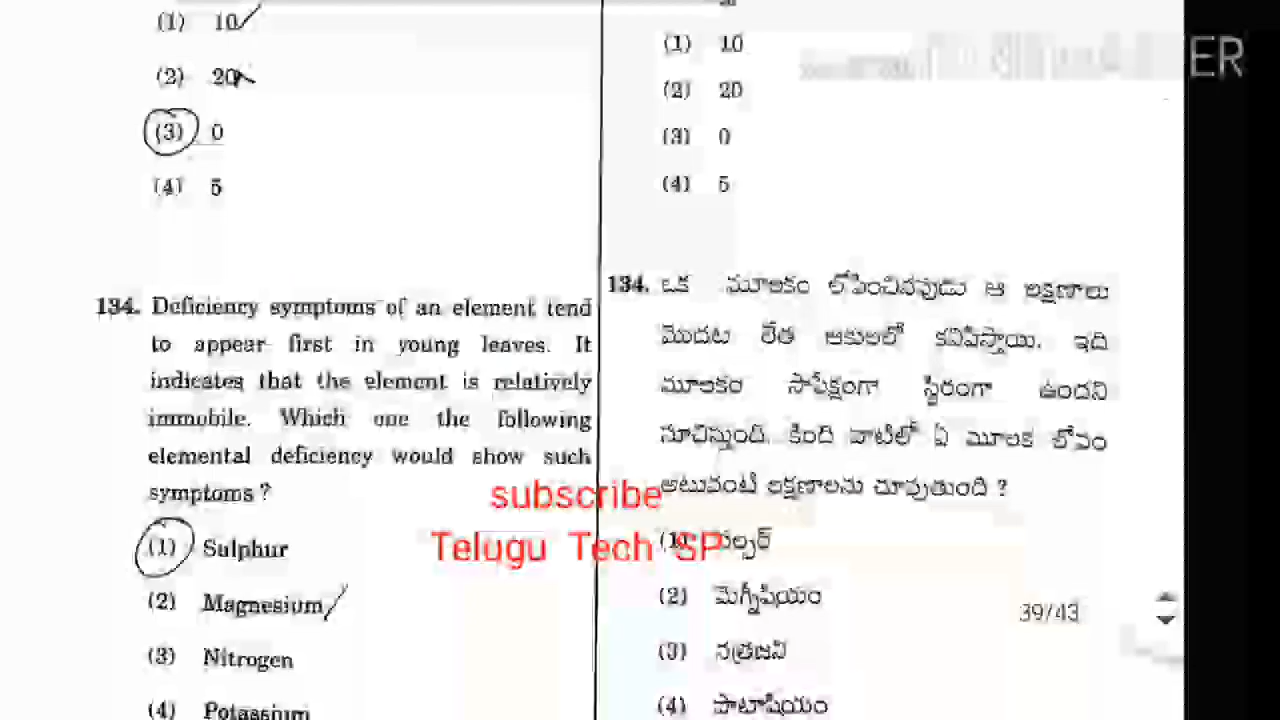 (1) 10
(2) 20
(3) 0
(4) 5
134. Deficiency symptoms of an element tend
to appear first in young leaves. It
indicates that the element is relatively
immobile. Which one the following
elemental deficiency would show such
symptoms ?
(1) Sulphur
(2) Magnesium
(3) Nitrogen
(4) Potassium
(1) 10
(2) 20
(3) 0
(4) 5
134. ఒక మూలకం లోపించినపుడు ఆ లక్షణాలు
మొదట లేత ఆకులలో కనిపిస్తాయి. ఇది
మూలకం సాపేక్షంగా స్థిరంగా ఉందని
సూచిస్తుంది. కింది వాటిలో ఏ మూలక లోపం
అటువంటి లక్షణాలను చూపుతుంది ?
(1) సల్ఫర్
(2) మెగ్నీషియం
(3) నత్రజని
(4) పొటాషియం
subscribe
Telugu Tech SP
39/43
ER